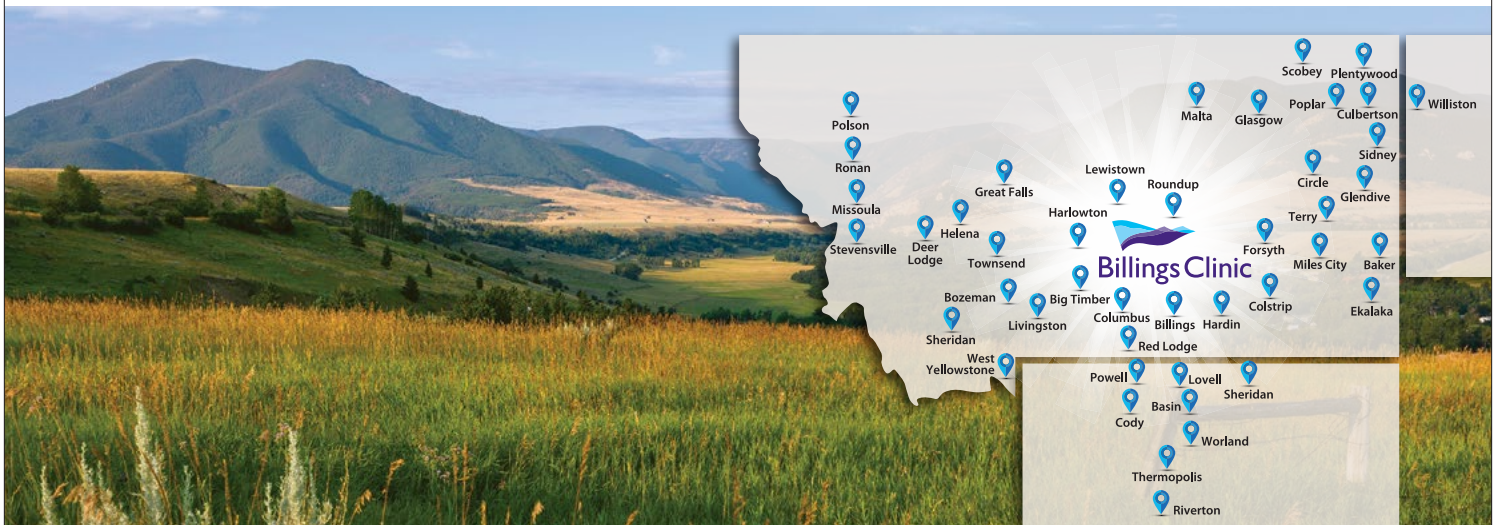 Scobey
Plentywood
Malta
Glasgow
Poplar
Culbertson
Williston
Polson
Sidney
Ronan
Lewistown
Roundup
Circle
Glendive
Great Falls
Missoula
Helena
Harlowton
Terry
Stevensville
Deer
Lodge
Townsend
Forsyth
Miles City
Baker
Billings Clinic
Bozeman
Big Timber
Colstrip
Ekalaka
Livingston
Columbus
Billings
Hardin
Sheridan
Red Lodge
West
Yellowstone
Powell
Lovell
Sheridan
Cody
Basin
Worland
Thermopolis
Riverton